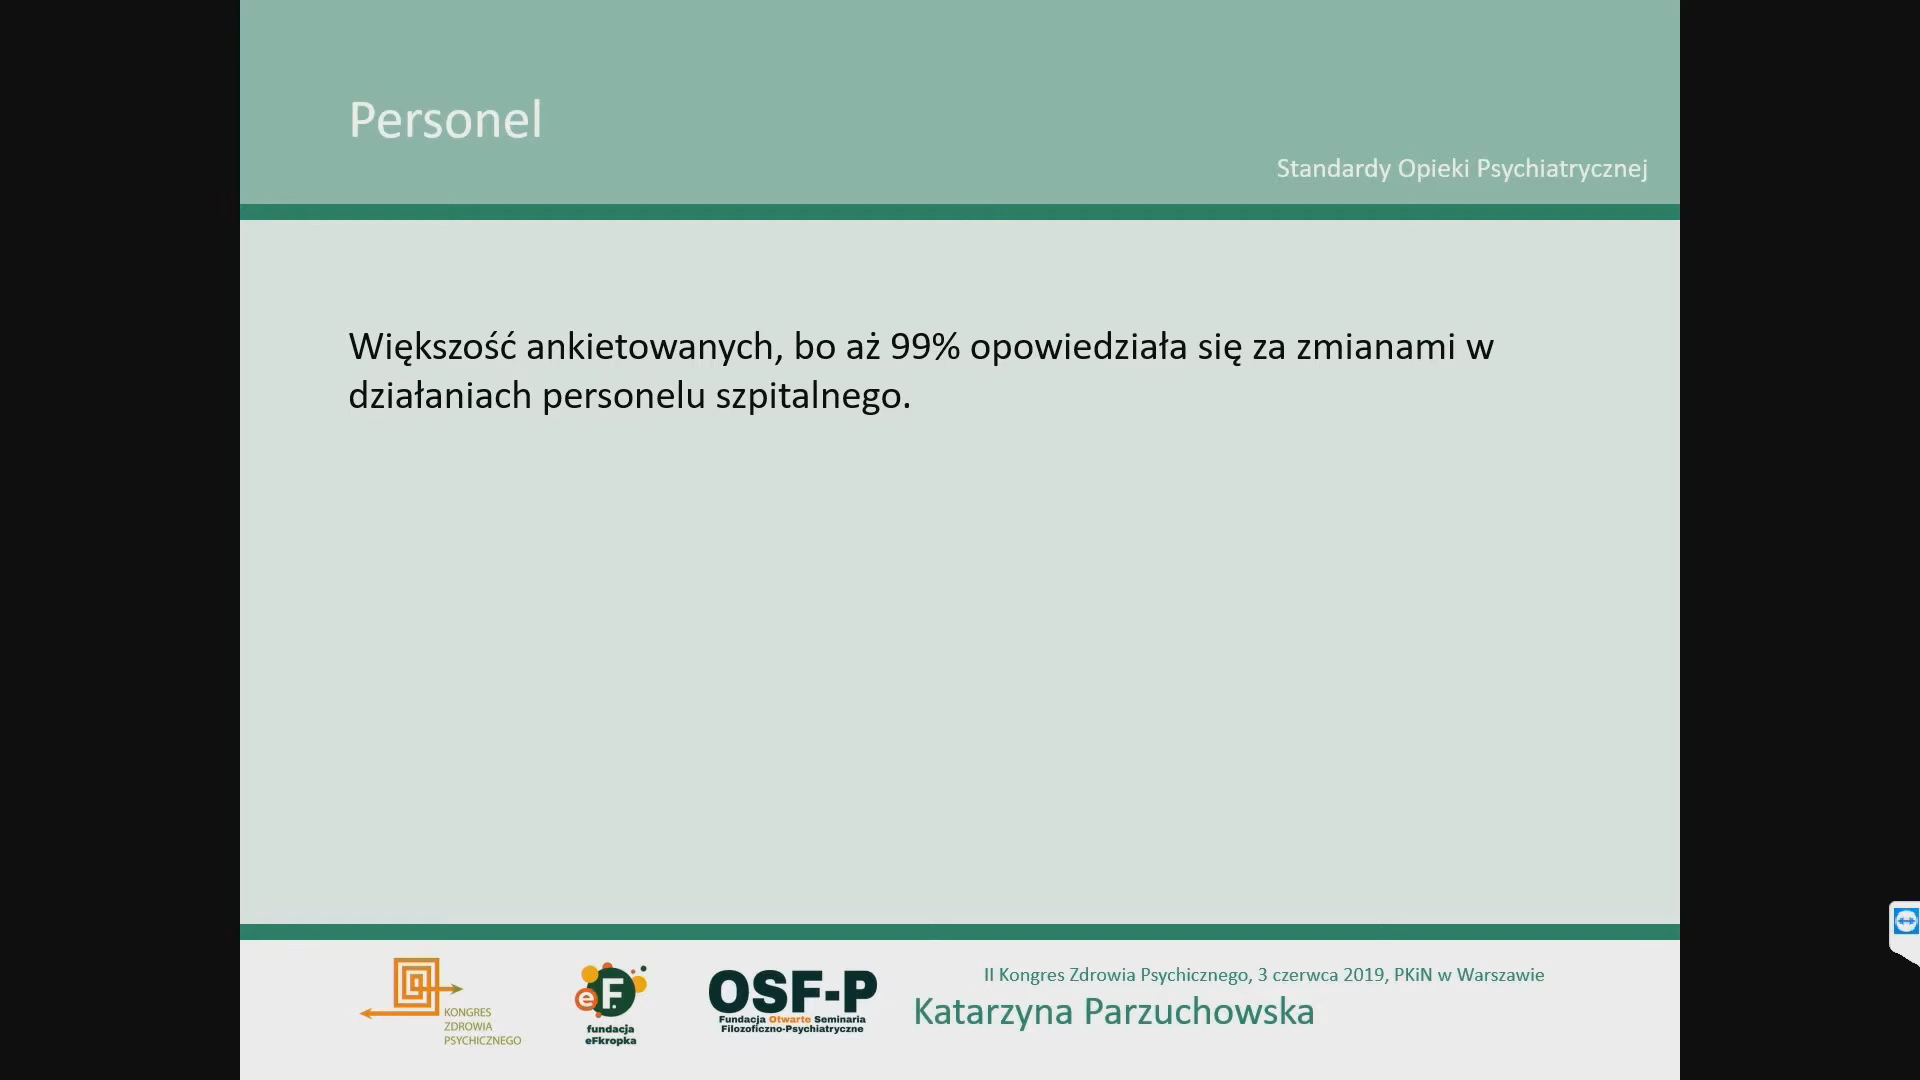 Personel
Standardy Opieki Psychiatrycznej
Większość ankietowanych, bo aż 99% opowiedziała się za zmianami w
działaniach personelu szpitalnego.
KONGRES
ZDROWIA
PSYCHICZNEGO
eF.
fundacja
eFkropka
OSF-P
Fundacja Otwarte Seminaria
Filozoficzno-Psychiatryczne
II Kongres Zdrowia Psychicznego, 3 czerwca 2019, PKiN w Warszawie
Katarzyna Parzuchowska